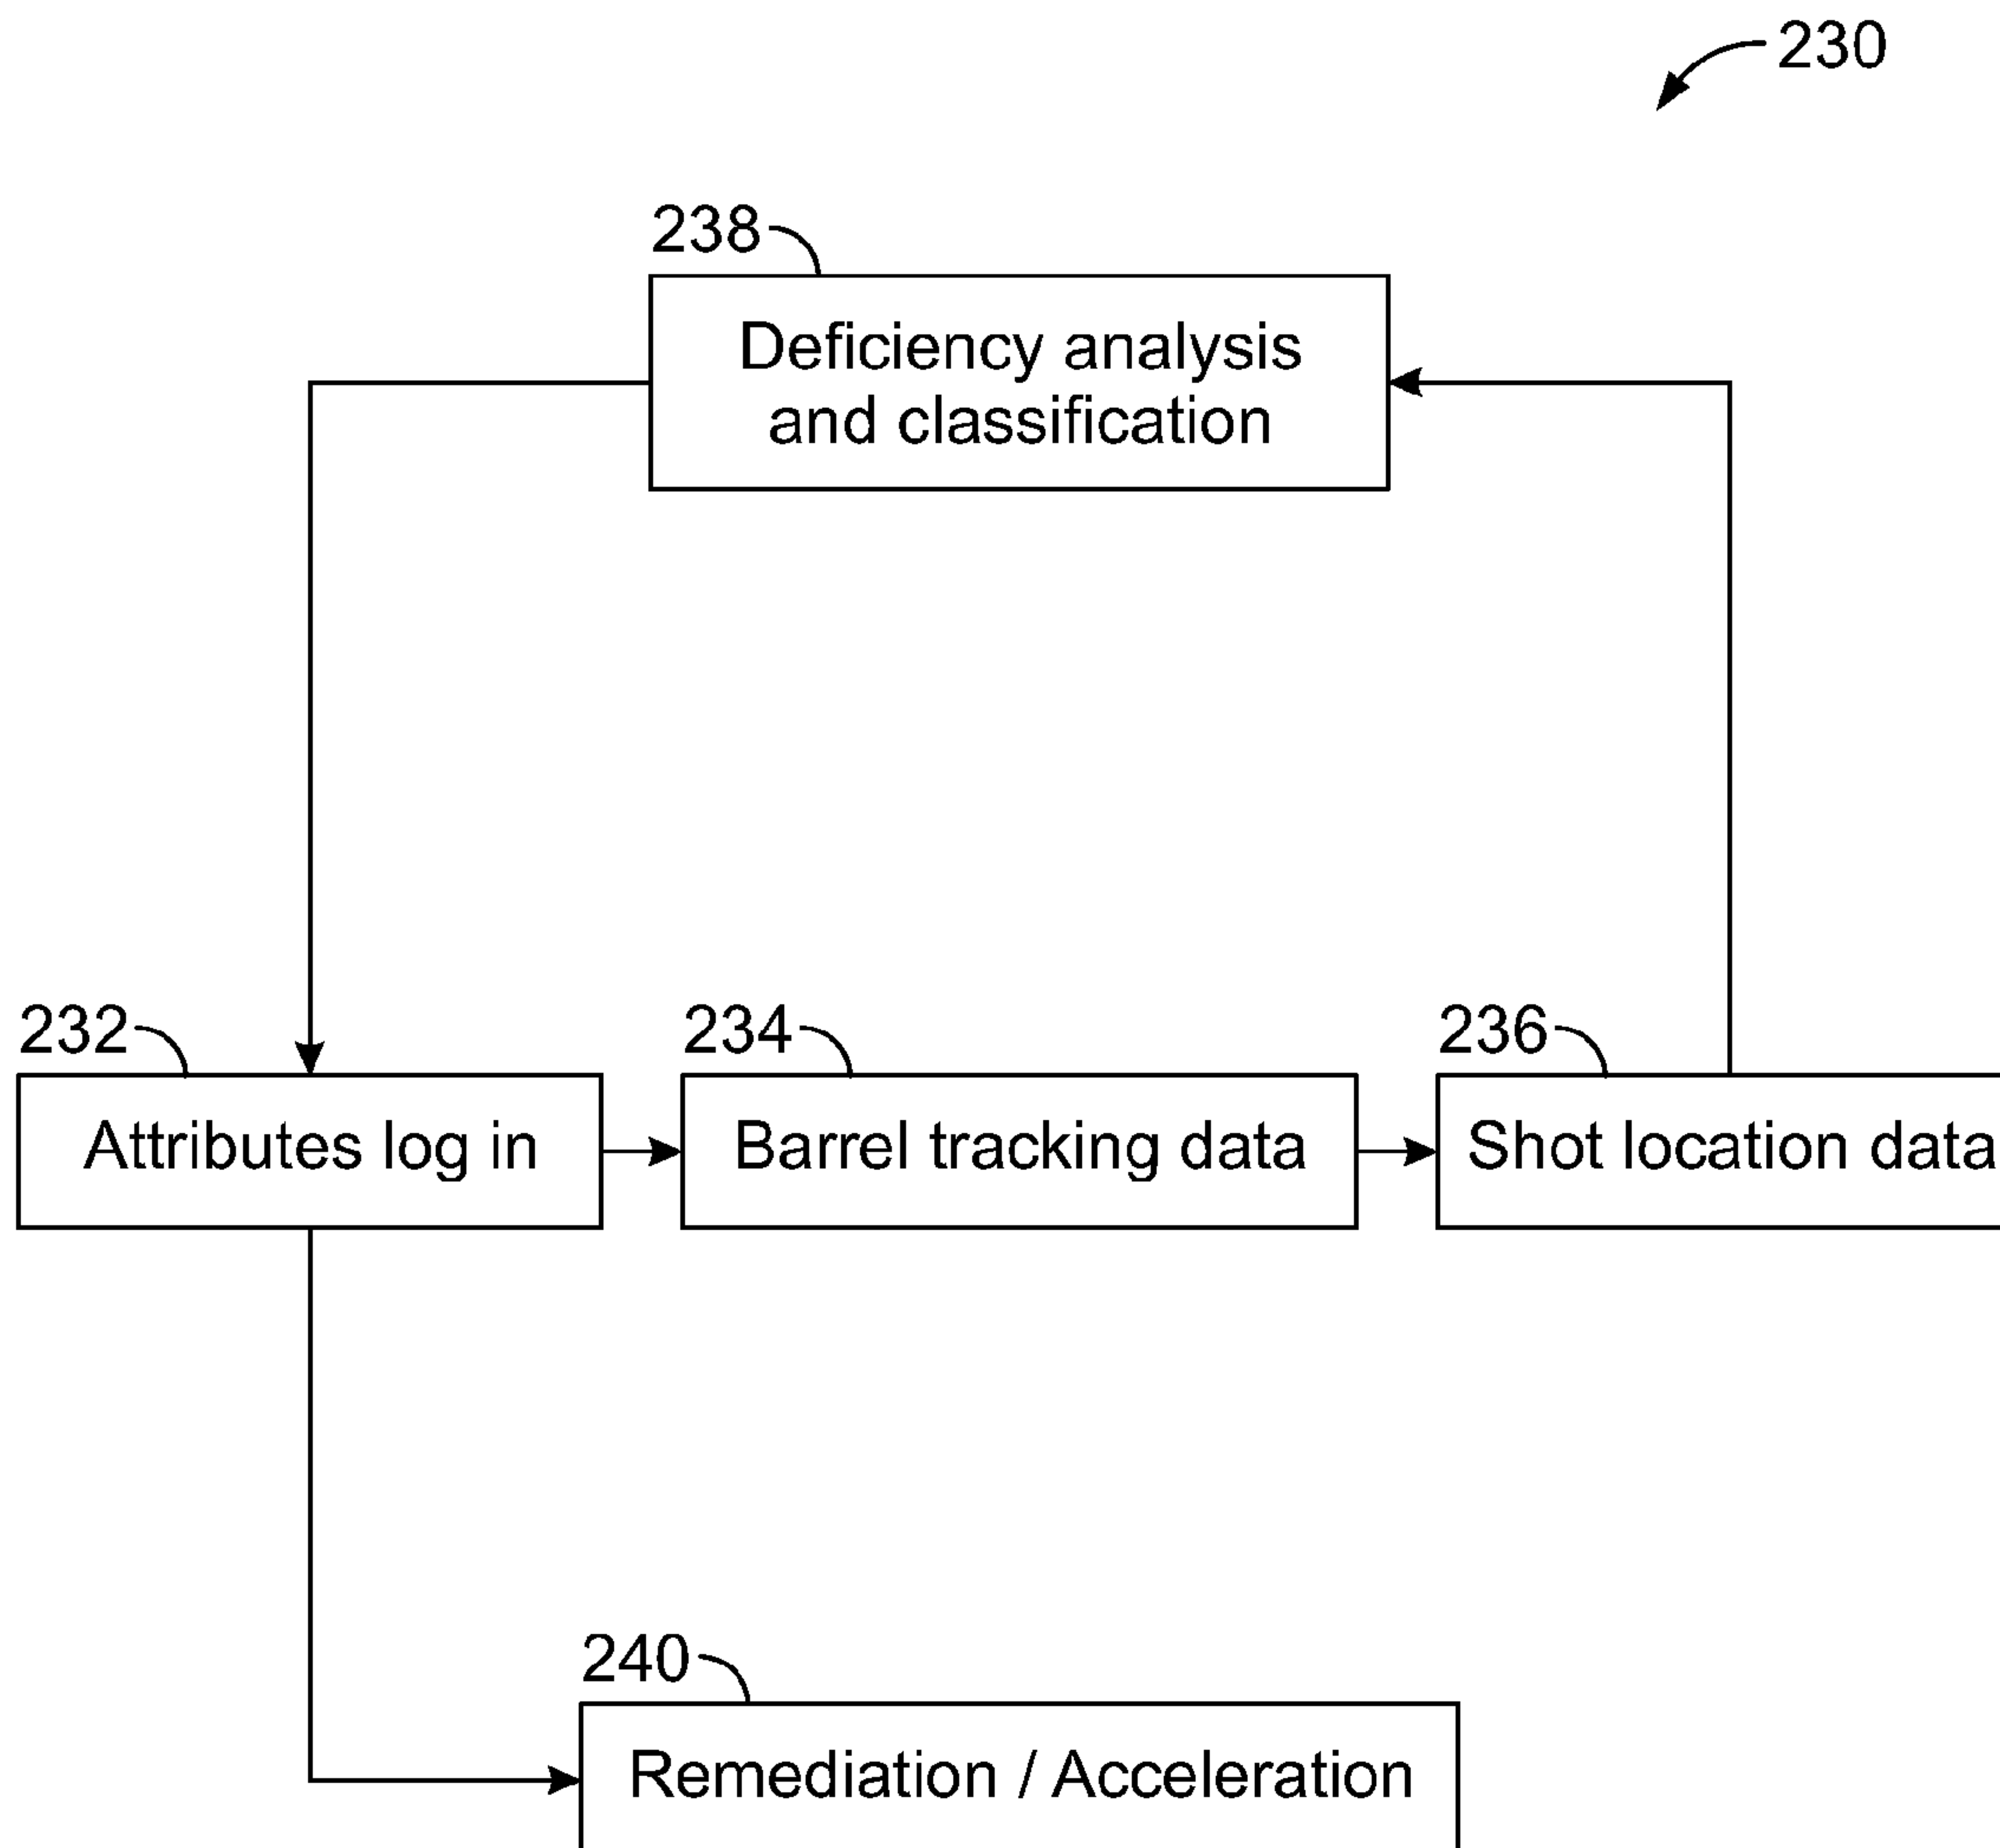 230
238
Deficiency analysis
and classification
232
234
236
Attributes log in
Barrel tracking data
Shot location data
240
Remediation / Acceleration